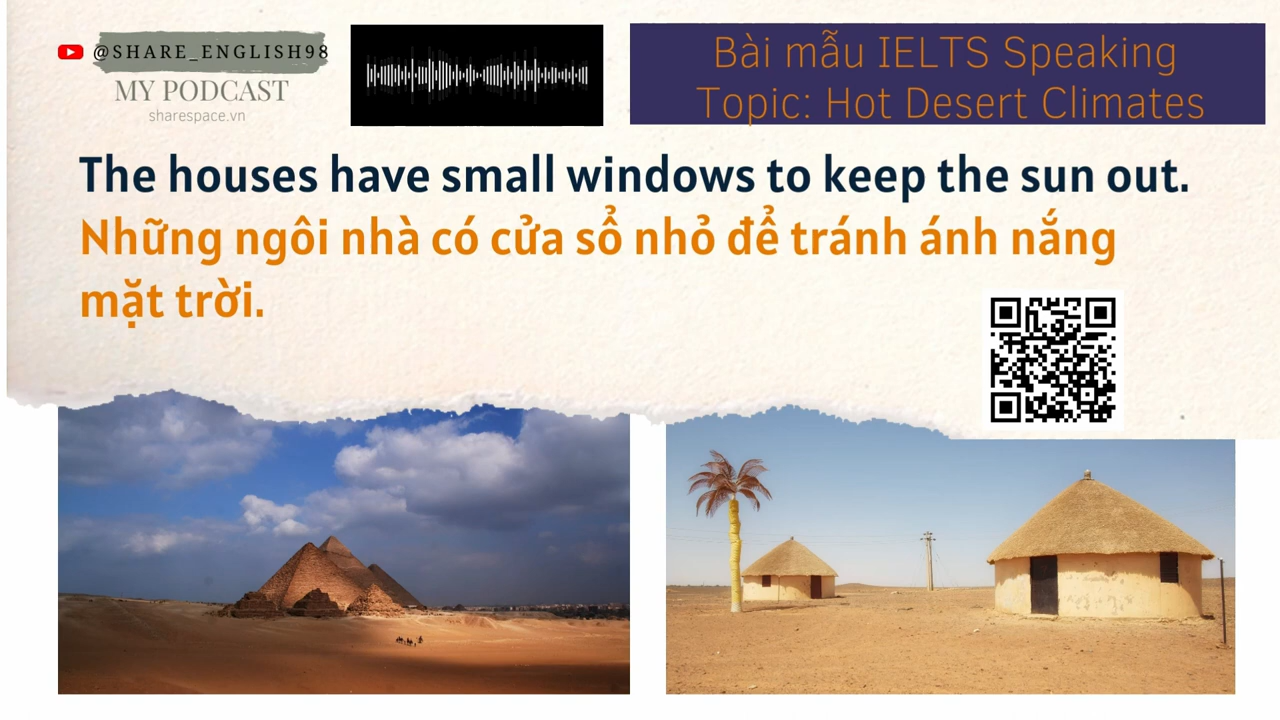 @SHARE_ENGLISH98
MY PODCAST
sharespace.vn
Bài mẫu IELTS Speaking
Topic: Hot Desert Climates
The houses have small windows to keep the sun out.
Những ngôi nhà có cửa sổ nhỏ để tránh ánh nắng
mặt trời.